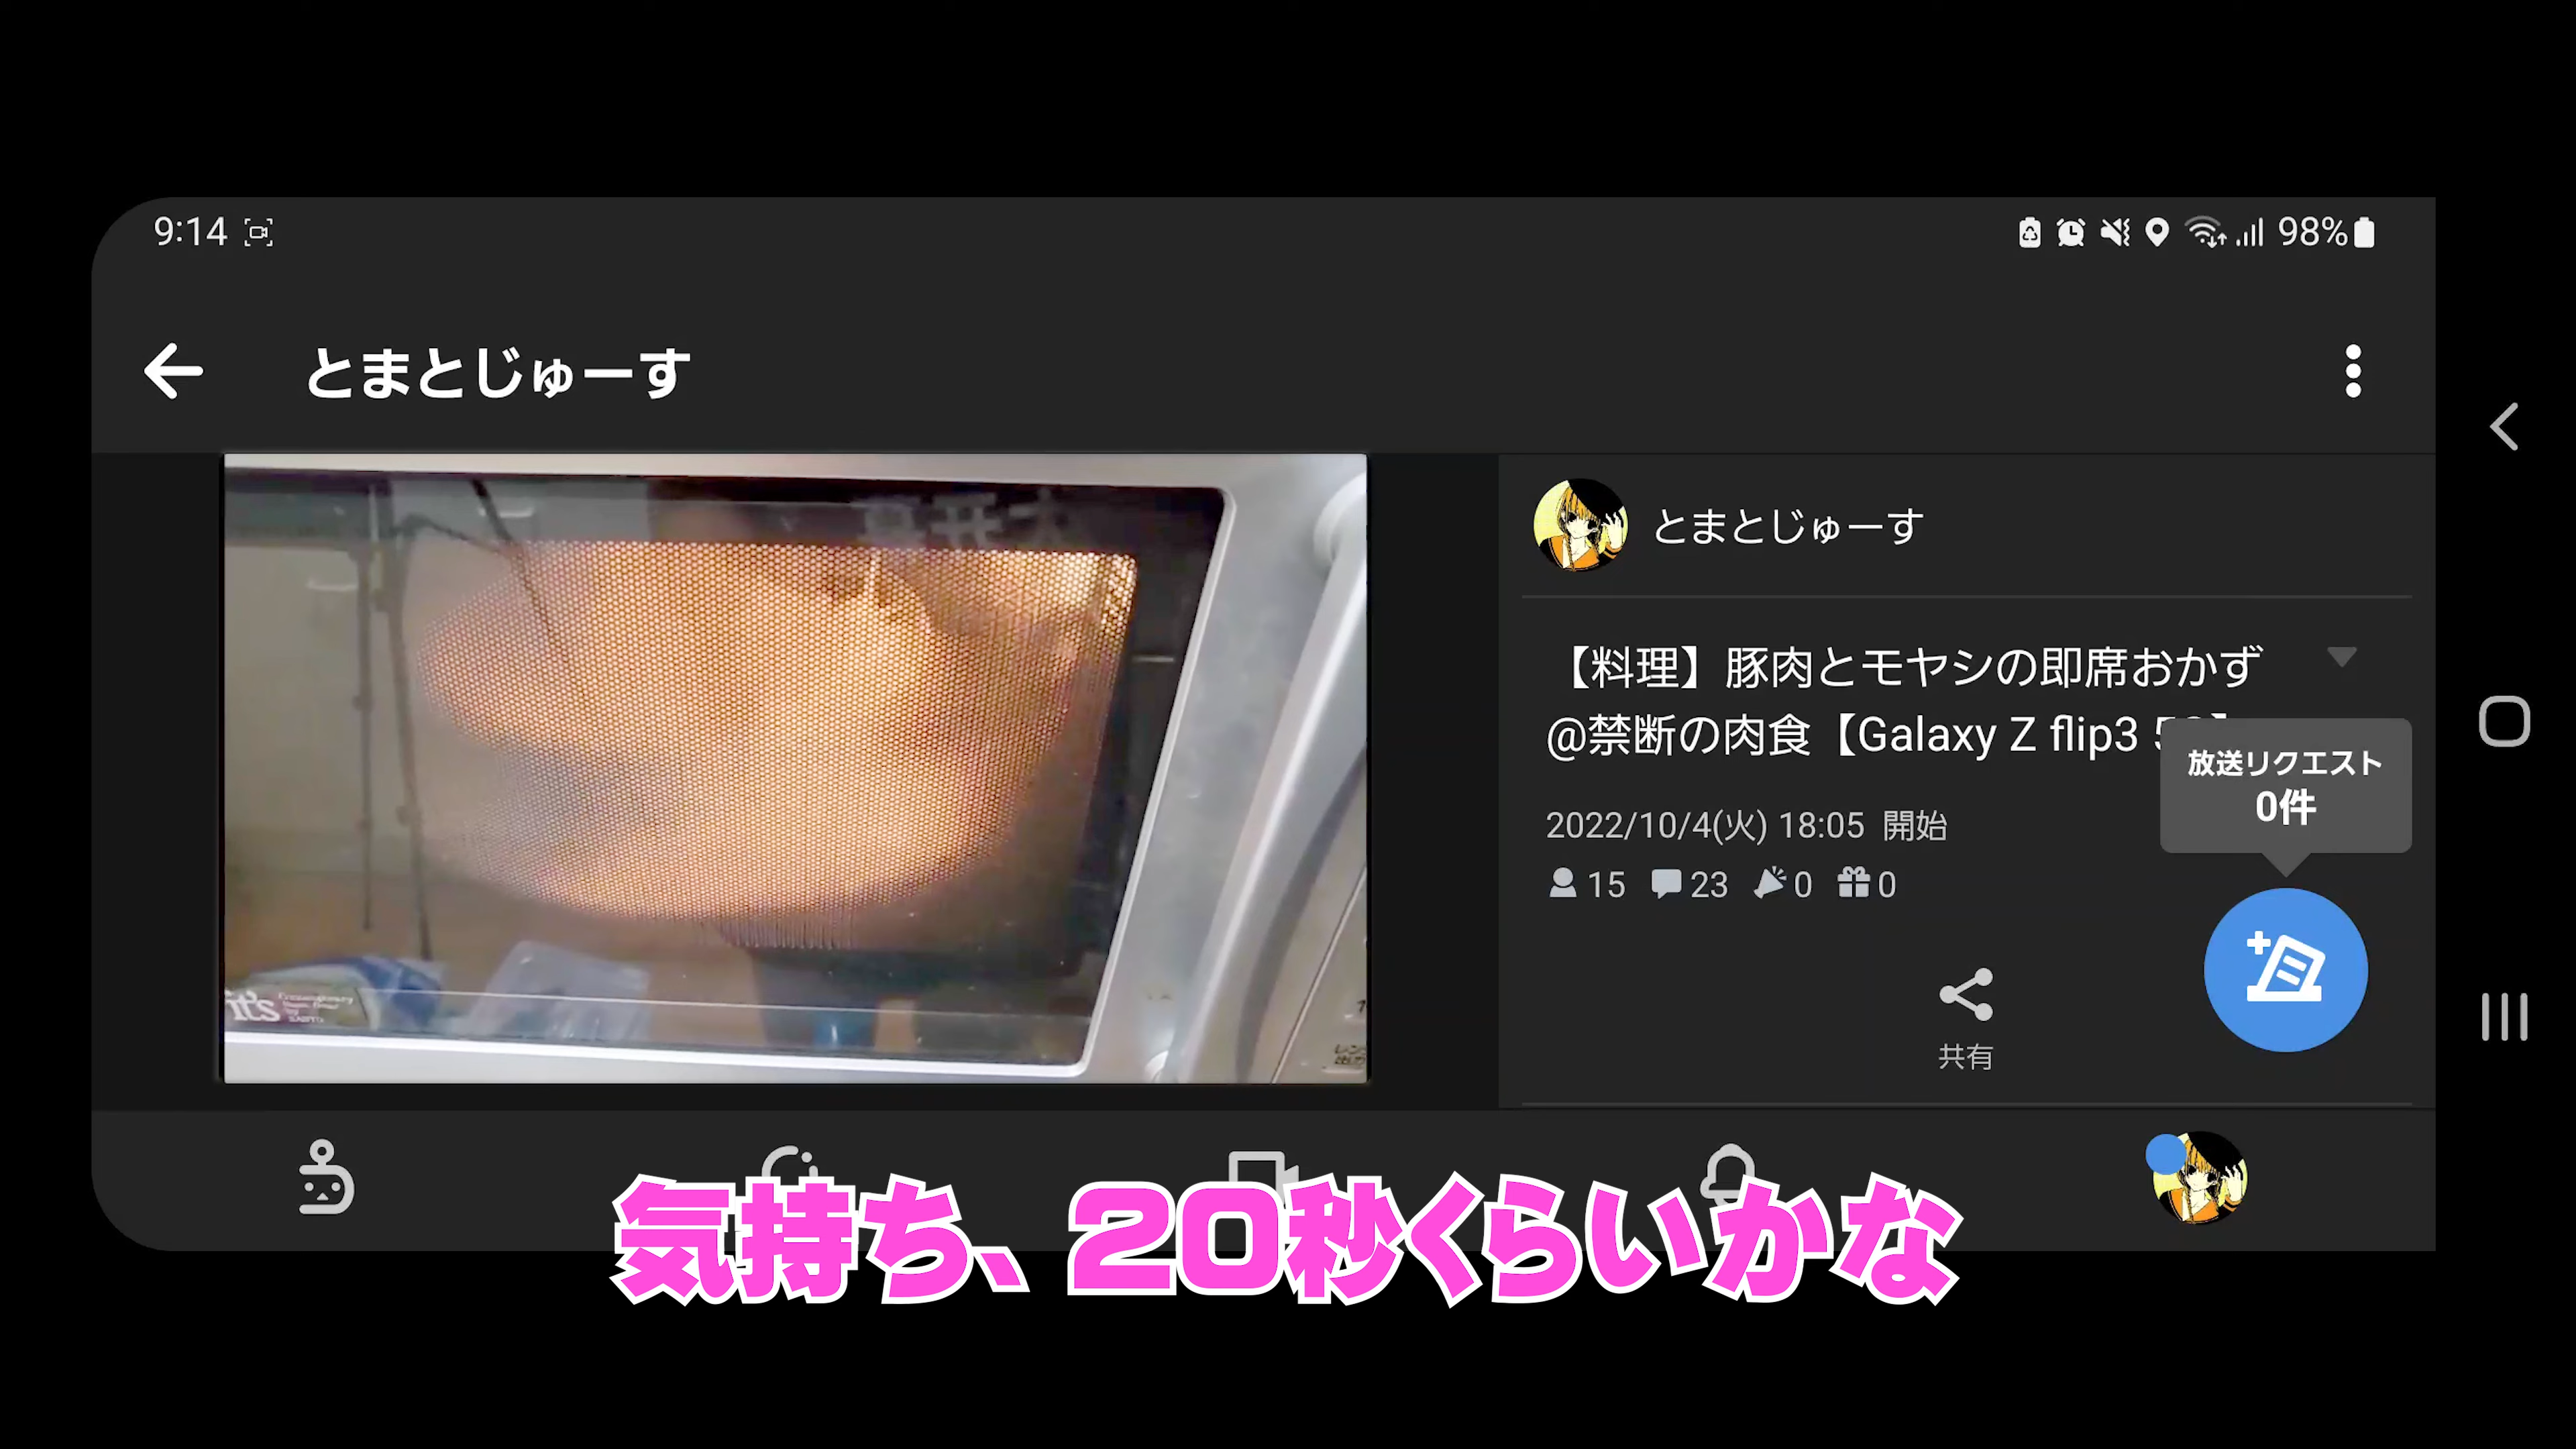 9:14
98%
とまとじゅーす
とまとじゅーす
【料理】豚肉とモヤシの即席おかず
@禁断の肉食【Galaxy Z flip3
放送リクエスト
0件
2022/10/4(火) 18:05 開始
15 23 0 0
共有
it's
気持ち、20秒くらいかな